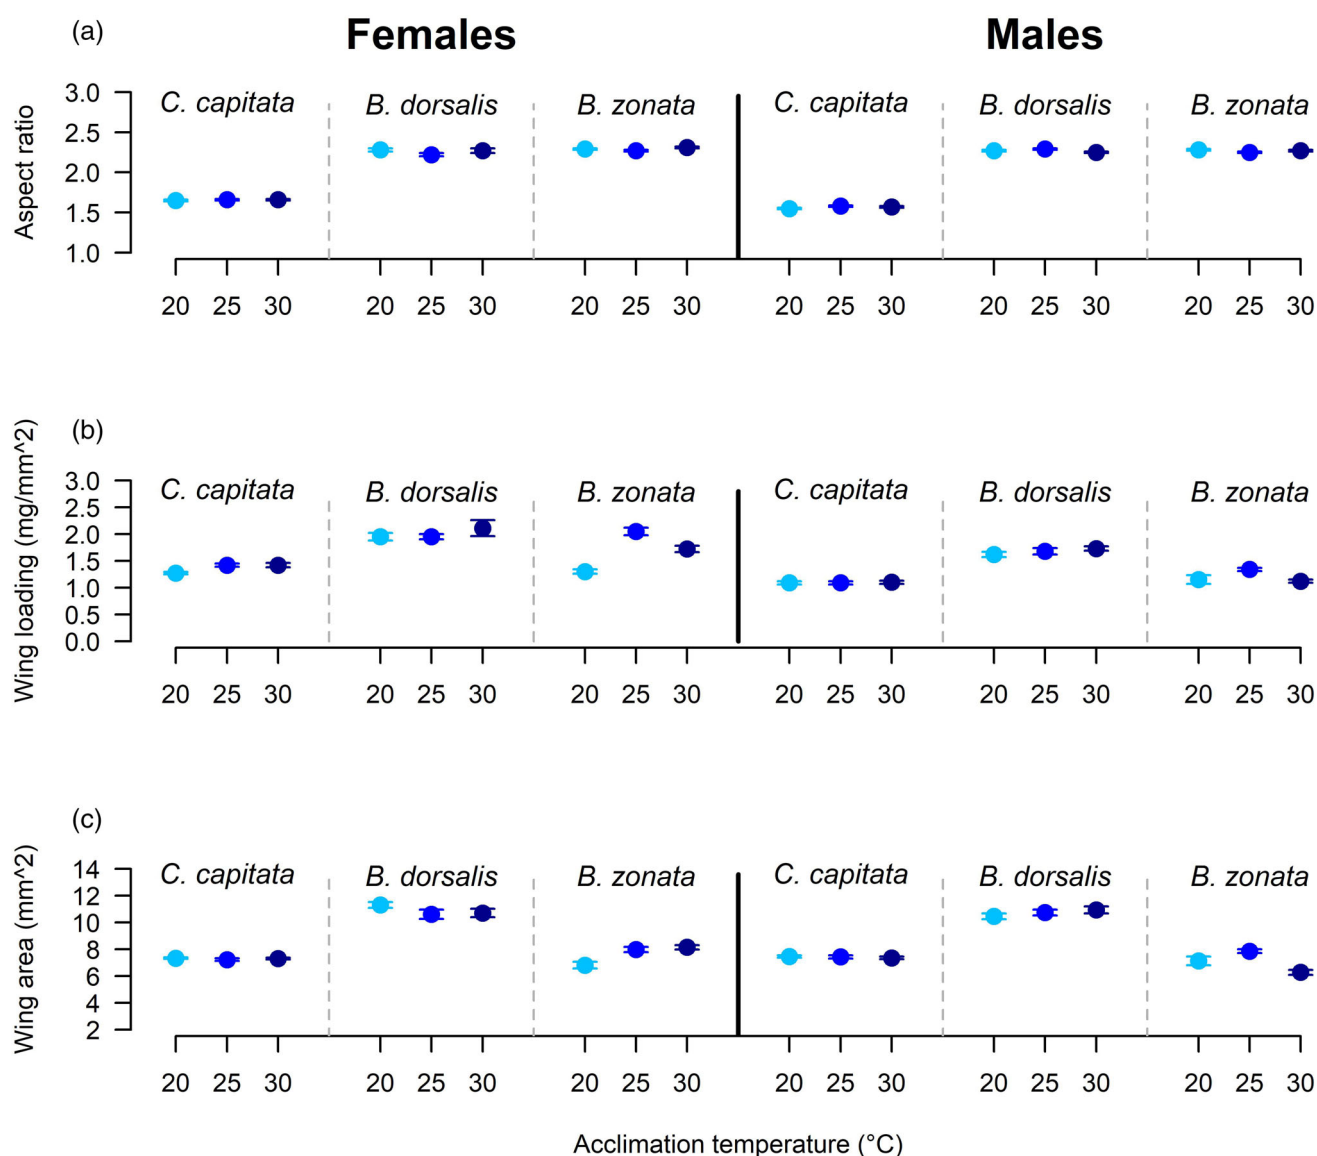 (a)
Females Males
Aspect ratio
C. capitata B. dorsalis B. zonata C. capitata B. dorsalis B. zonata
3.0
2.5
2.0
1.5
1.0
20 25 30 20 25 30 20 25 30 20 25 30 20 25 30 20 25 30
(b)
Wing loading (mg/mm^2)
C. capitata B. dorsalis B. zonata C. capitata B. dorsalis B. zonata
3.0
2.5
2.0
1.5
1.0
0.5
0.0
20 25 30 20 25 30 20 25 30 20 25 30 20 25 30 20 25 30
(c)
Wing area (mm^2)
C. capitata B. dorsalis B. zonata C. capitata B. dorsalis B. zonata
14
12
10
8
6
4
2
20 25 30 20 25 30 20 25 30 20 25 30 20 25 30 20 25 30
Acclimation temperature (°C)